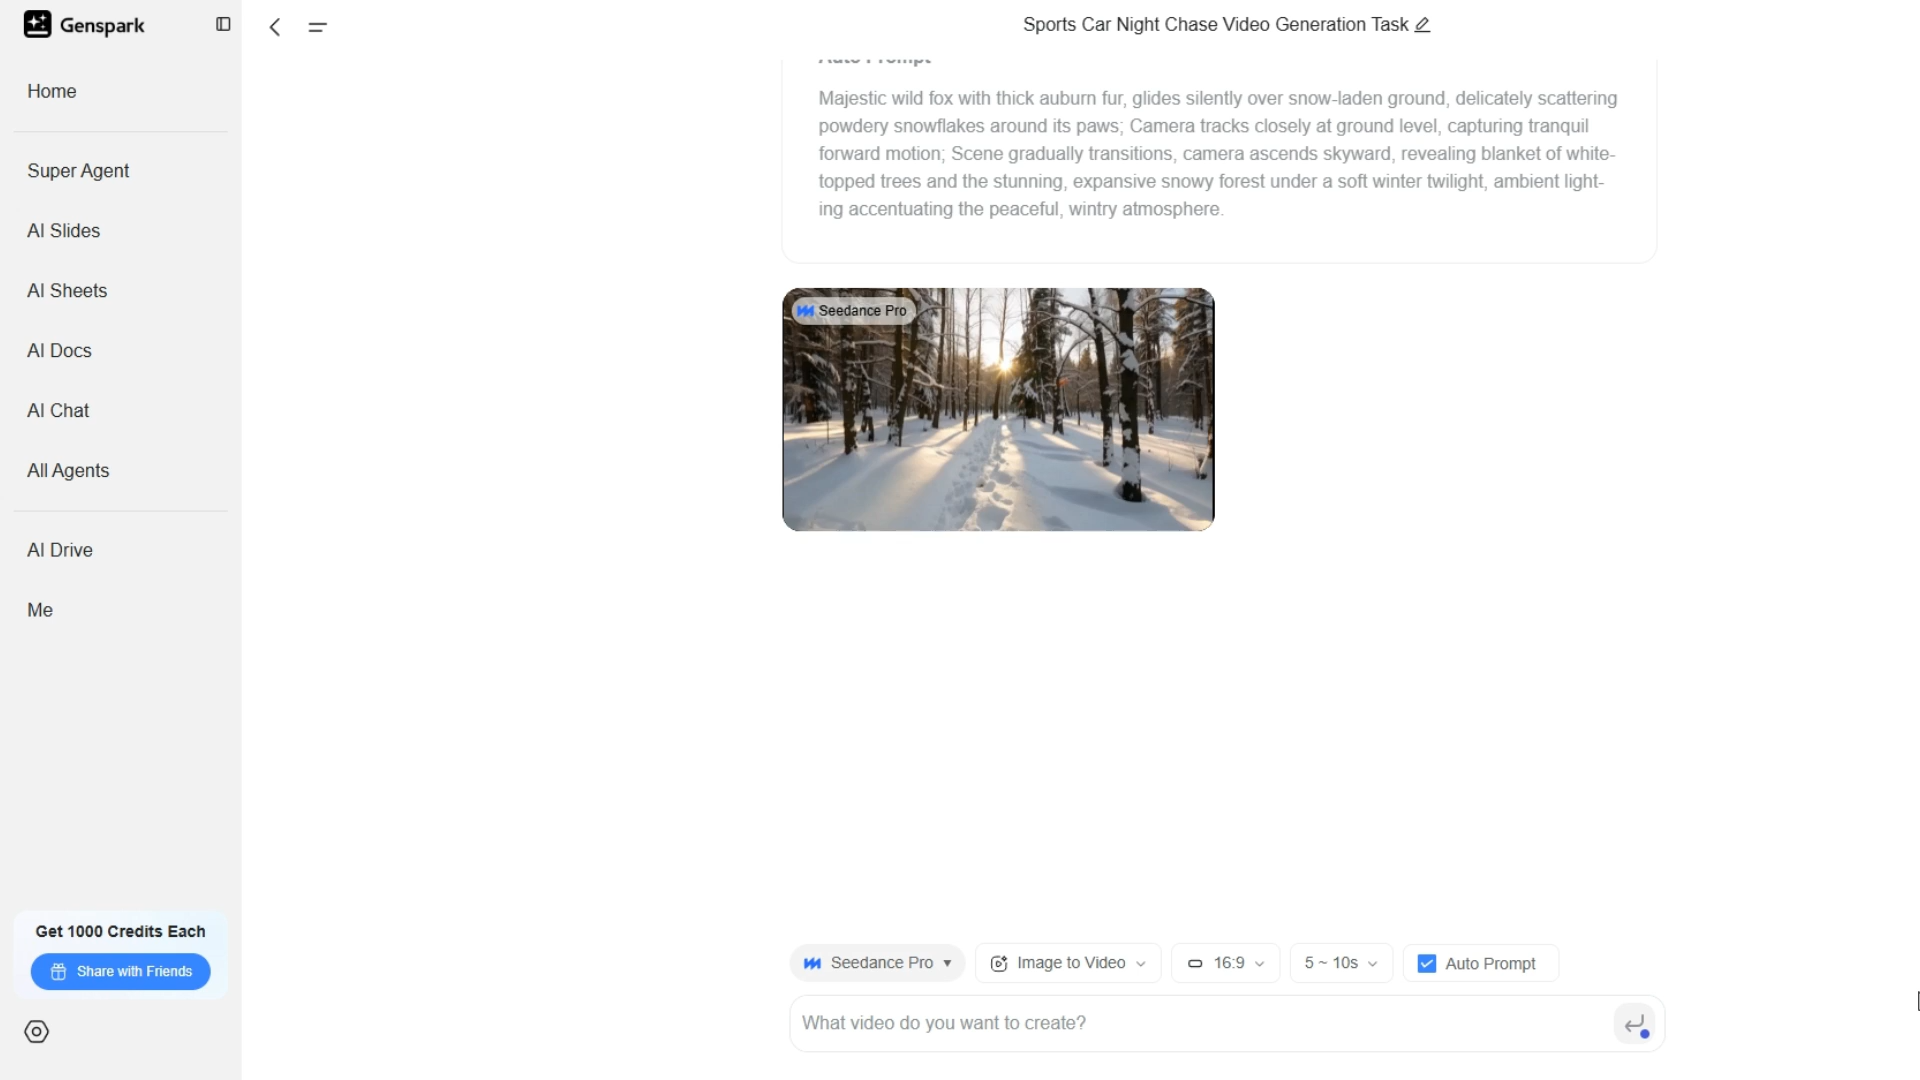 Genspark
Sports Car Night Chase Video Generation Task
Home
Super Agent
AI Slides
AI Sheets
AI Docs
AI Chat
All Agents
AI Drive
Me
Get 1000 Credits Each
Share with Friends
Auto Prompt
Majestic wild fox with thick auburn fur, glides silently over snow-laden ground, delicately scattering
powdery snowflakes around its paws; Camera tracks closely at ground level, capturing tranquil
forward motion; Scene gradually transitions, camera ascends skyward, revealing blanket of white-
topped trees and the stunning, expansive snowy forest under a soft winter twilight, ambient light-
ing accentuating the peaceful, wintry atmosphere.
Seedance Pro
Seedance Pro
Image to Video
16:9
5 ~ 10s
Auto Prompt
What video do you want to create?